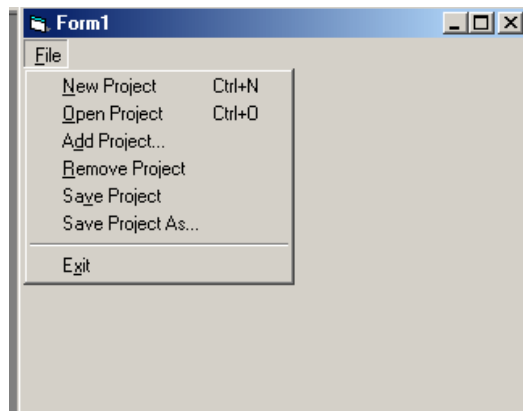 Form1
File
New Project Ctrl+N
Open Project Ctrl+O
Add Project...
Remove Project
Save Project
Save Project As...
Exit